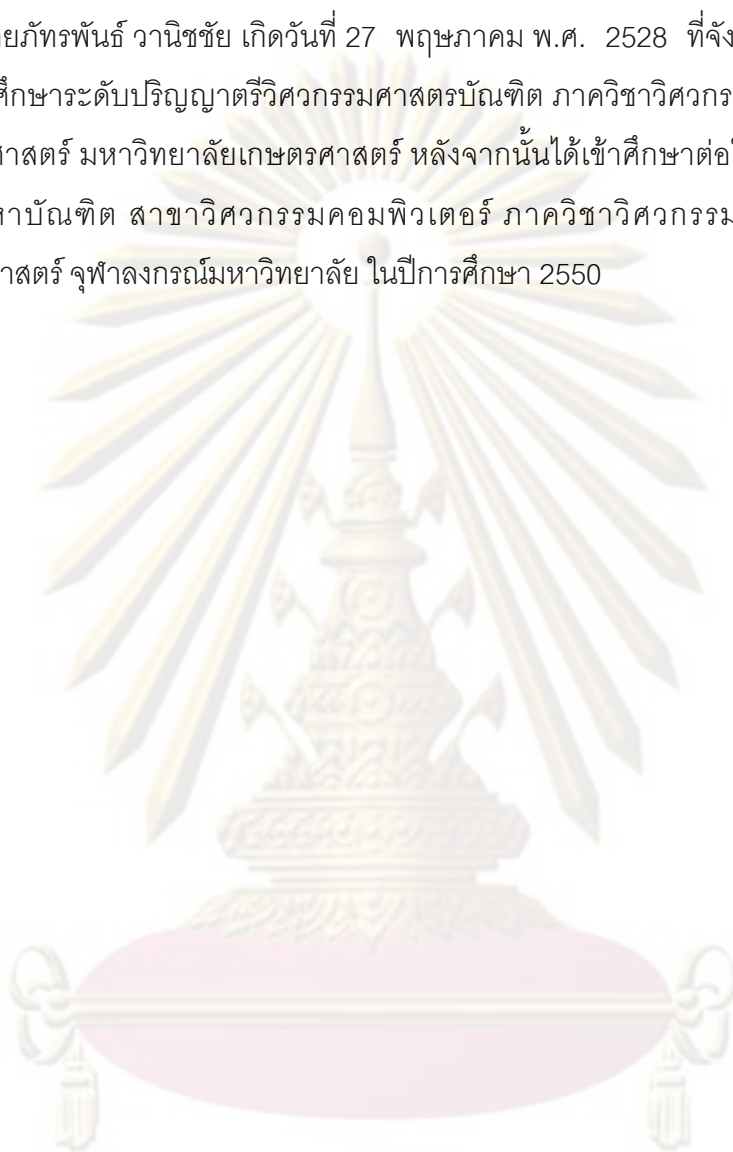 ยภัทรพันธ์ วานิชชัย เกิดวันที่ 27 พฤษภาคม พ.ศ. 2528 ที่จัง
ศึกษาระดับปริญญาตรีวิศวกรรมศาสตรบัณฑิต ภาควิชาวิศวกร
าสตร์ มหาวิทยาลัยเกษตรศาสตร์ หลังจากนั้นได้เข้าศึกษาต่อใ
หาบัณฑิต สาขาวิศวกรรมคอมพิวเตอร์ ภาควิชาวิศวกรรม
าสตร์ จุฬาลงกรณ์มหาวิทยาลัย ในปีการศึกษา 2550